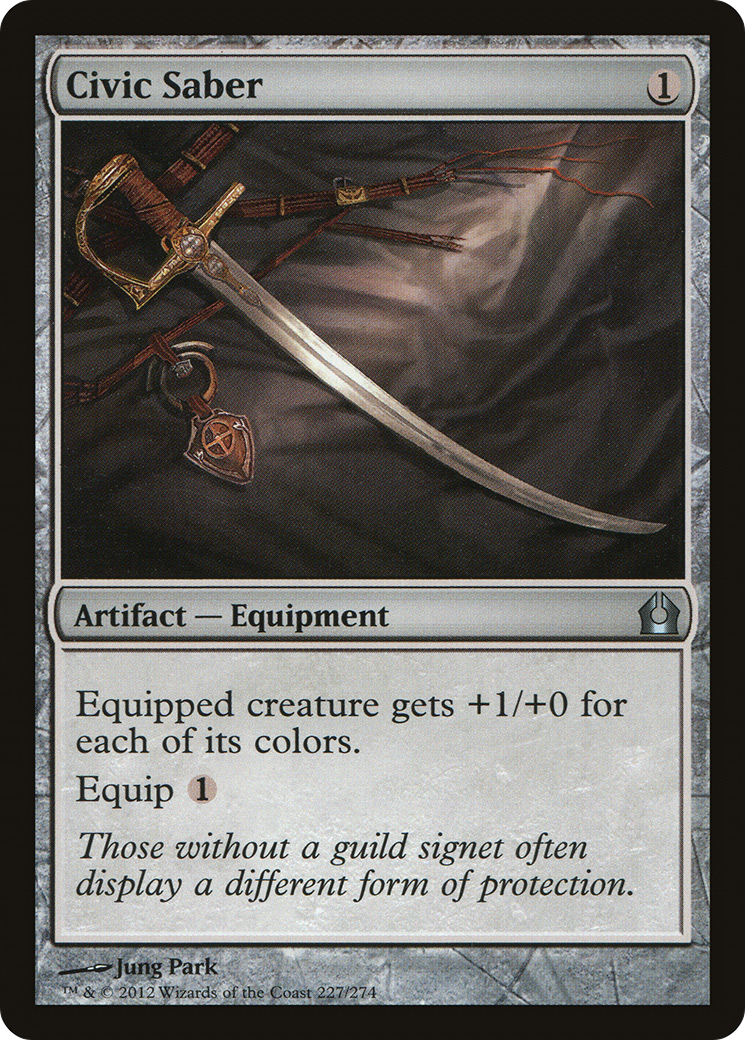 Civic Saber 1
Artifact — Equipment
Equipped creature gets +1/+0 for
each of its colors.
Equip 1
Those without a guild signet often
display a different form of protection.
Jung Park
™ & © 2012 Wizards of the Coast 227/274